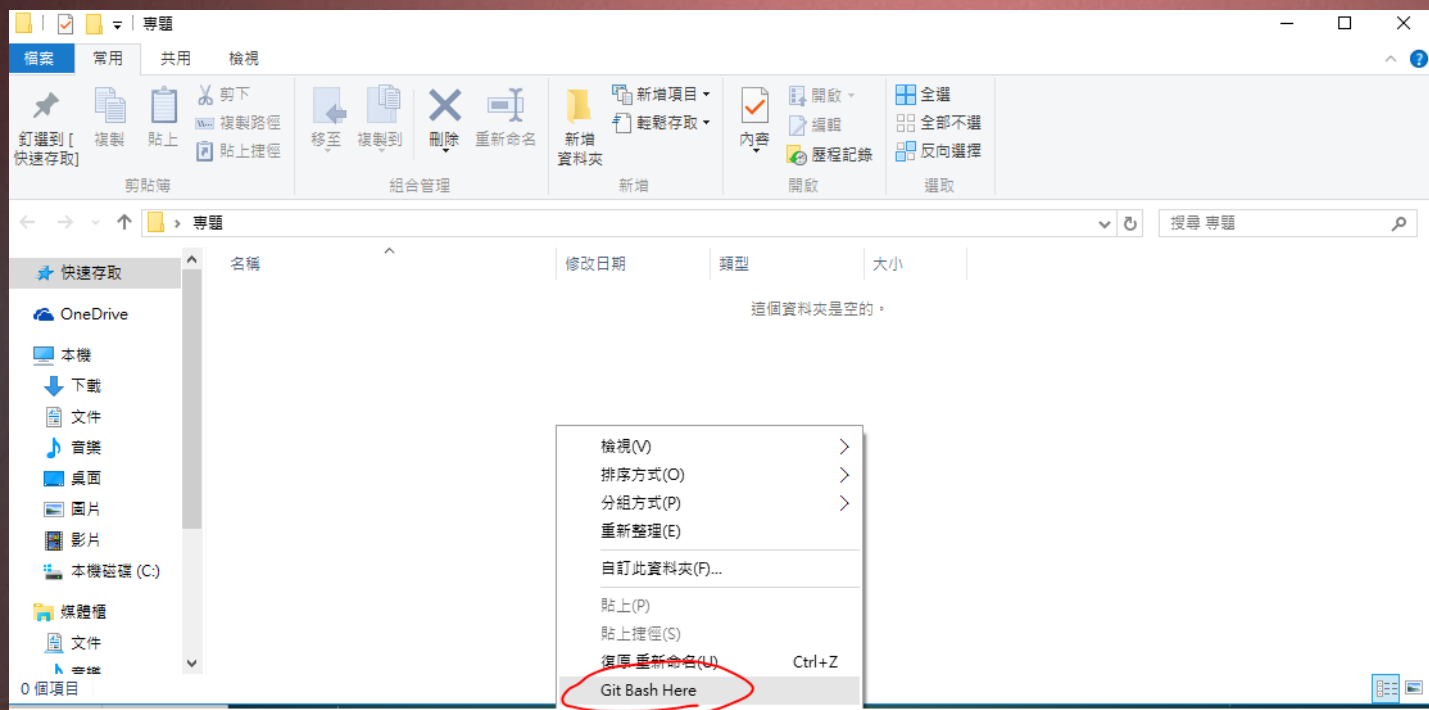 專題
檔案 常用 共用 檢視
釘選到 [
快速存取]
複製
貼上
剪下
複製路徑
貼上捷徑
剪貼簿
移至
複製到
刪除
重新命名
組合管理
新增
資料夾
新增項目
輕鬆存取
新增
內容
開啟
編輯
歷程記錄
開啟
全選
全部不選
反向選擇
選取
專題
搜尋 專題
快速存取
OneDrive
本機
下載
文件
音樂
桌面
圖片
影片
本機磁碟 (C:)
媒體櫃
文件
音樂
名稱 修改日期 類型 大小
這個資料夾是空的。
檢視(V)
排序方式(O)
分組方式(P)
重新整理(E)
自訂此資料夾(F)...
貼上(P)
貼上捷徑(S)
復原 重新命名(U) Ctrl+Z
Git Bash Here
0 個項目